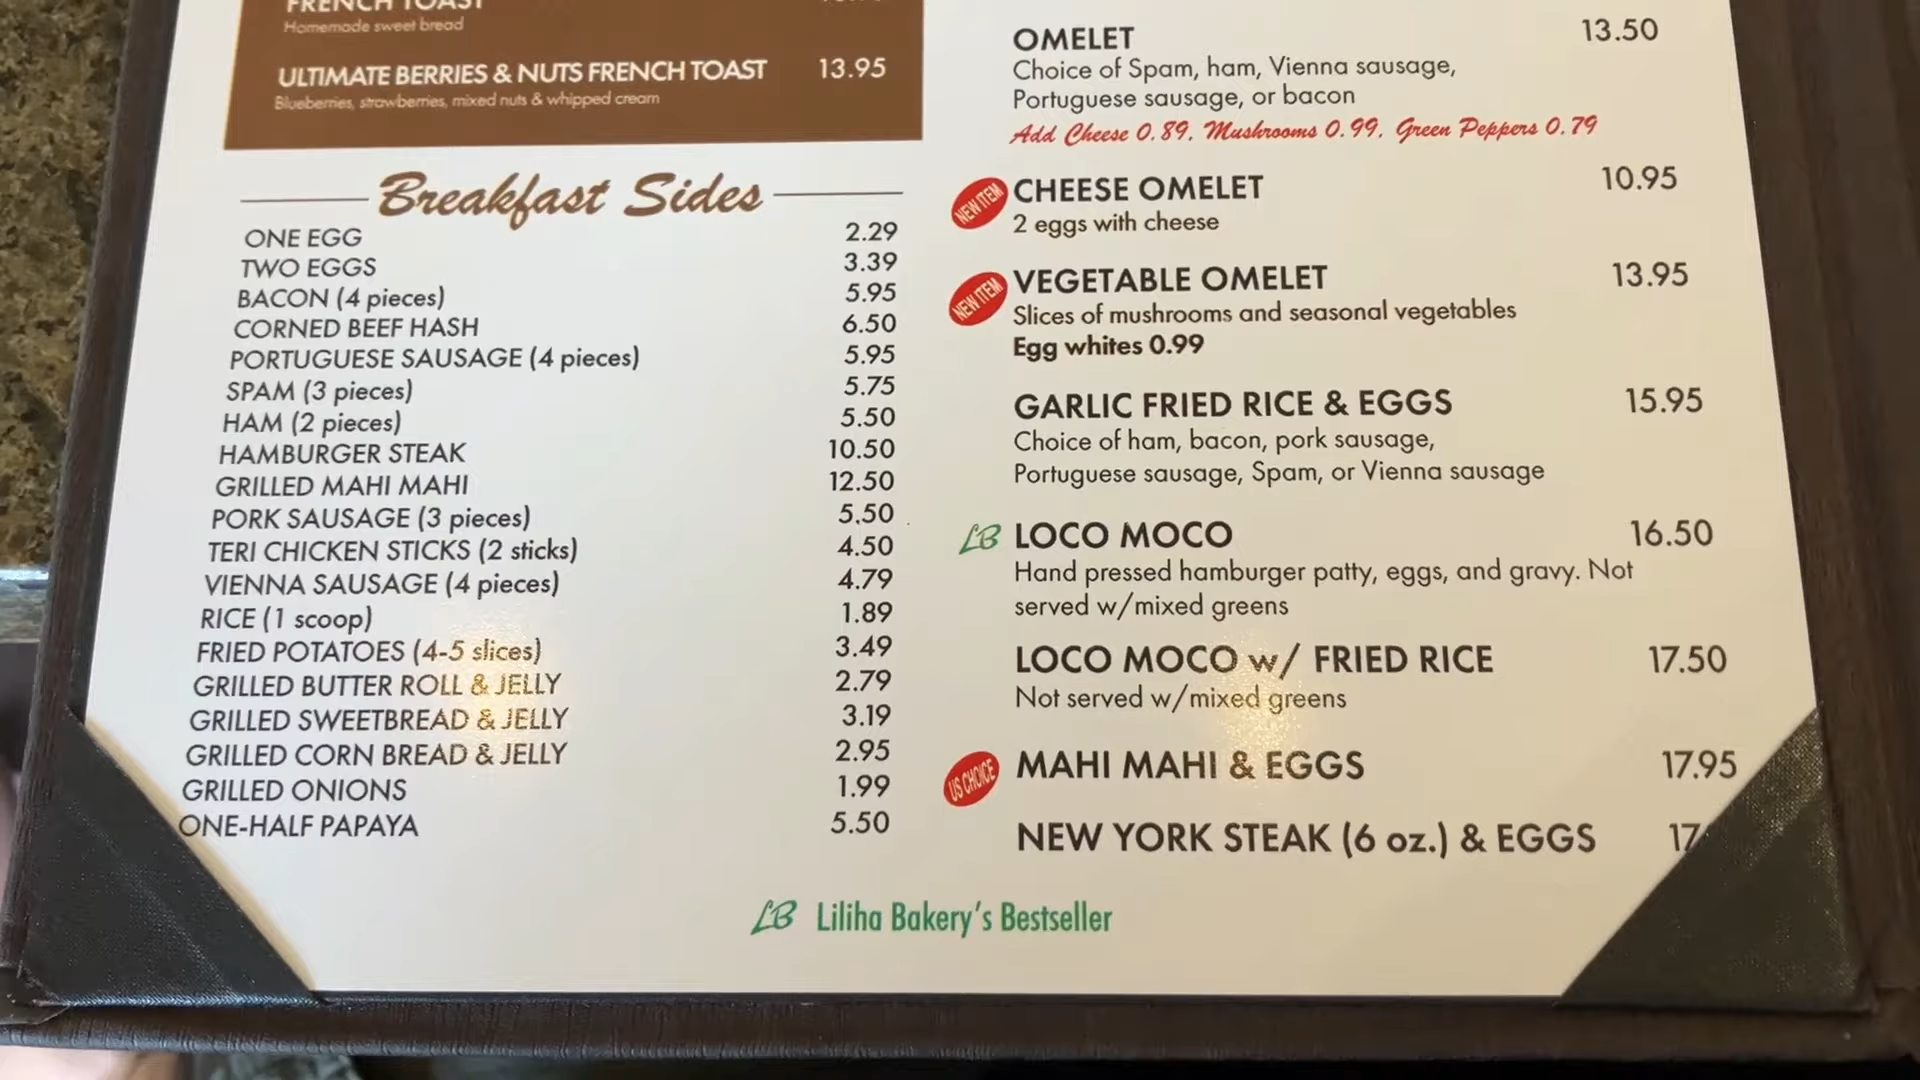 FRENCH TOAST
Homemade sweet bread
ULTIMATE BERRIES & NUTS FRENCH TOAST 13.95
Blueberries, strawberries, mixed nuts & whipped cream
Breakfast Sides
ONE EGG 2.29
TWO EGGS 3.39
BACON (4 pieces) 5.95
CORNED BEEF HASH 6.50
PORTUGUESE SAUSAGE (4 pieces) 5.95
SPAM (3 pieces) 5.75
HAM (2 pieces) 5.50
HAMBURGER STEAK 10.50
GRILLED MAHI MAHI 12.50
PORK SAUSAGE (3 pieces) 5.50
TERI CHICKEN STICKS (2 sticks) 4.50
VIENNA SAUSAGE (4 pieces) 4.79
RICE (1 scoop) 1.89
FRIED POTATOES (4-5 slices) 3.49
GRILLED BUTTER ROLL & JELLY 2.79
GRILLED SWEETBREAD & JELLY 3.19
GRILLED CORN BREAD & JELLY 2.95
GRILLED ONIONS 1.99
ONE-HALF PAPAYA 5.50
OMELET 13.50
Choice of Spam, ham, Vienna sausage,
Portuguese sausage, or bacon
Add Cheese 0.89, Mushrooms 0.99, Green Peppers 0.79
NEW ITEM CHEESE OMELET 10.95
2 eggs with cheese
NEW ITEM VEGETABLE OMELET 13.95
Slices of mushrooms and seasonal vegetables
Egg whites 0.99
GARLIC FRIED RICE & EGGS 15.95
Choice of ham, bacon, pork sausage,
Portuguese sausage, Spam, or Vienna sausage
LB LOCO MOCO 16.50
Hand pressed hamburger patty, eggs, and gravy. Not
served w/mixed greens
LOCO MOCO w/ FRIED RICE 17.50
Not served w/mixed greens
US CHOICE MAHI MAHI & EGGS 17.95
NEW YORK STEAK (6 oz.) & EGGS 17
LB Liliha Bakery's Bestseller